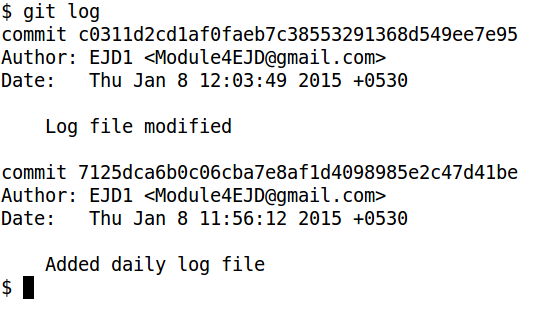 $ git log
commit c0311d2cd1af0faeb7c38553291368d549ee7e95
Author: EJD1 <Module4EJD@gmail.com>
Date:   Thu Jan 8 12:03:49 2015 +0530
    Log file modified
commit 7125dca6b0c06cba7e8af1d4098985e2c47d41be
Author: EJD1 <Module4EJD@gmail.com>
Date:   Thu Jan 8 11:56:12 2015 +0530
    Added daily log file
$